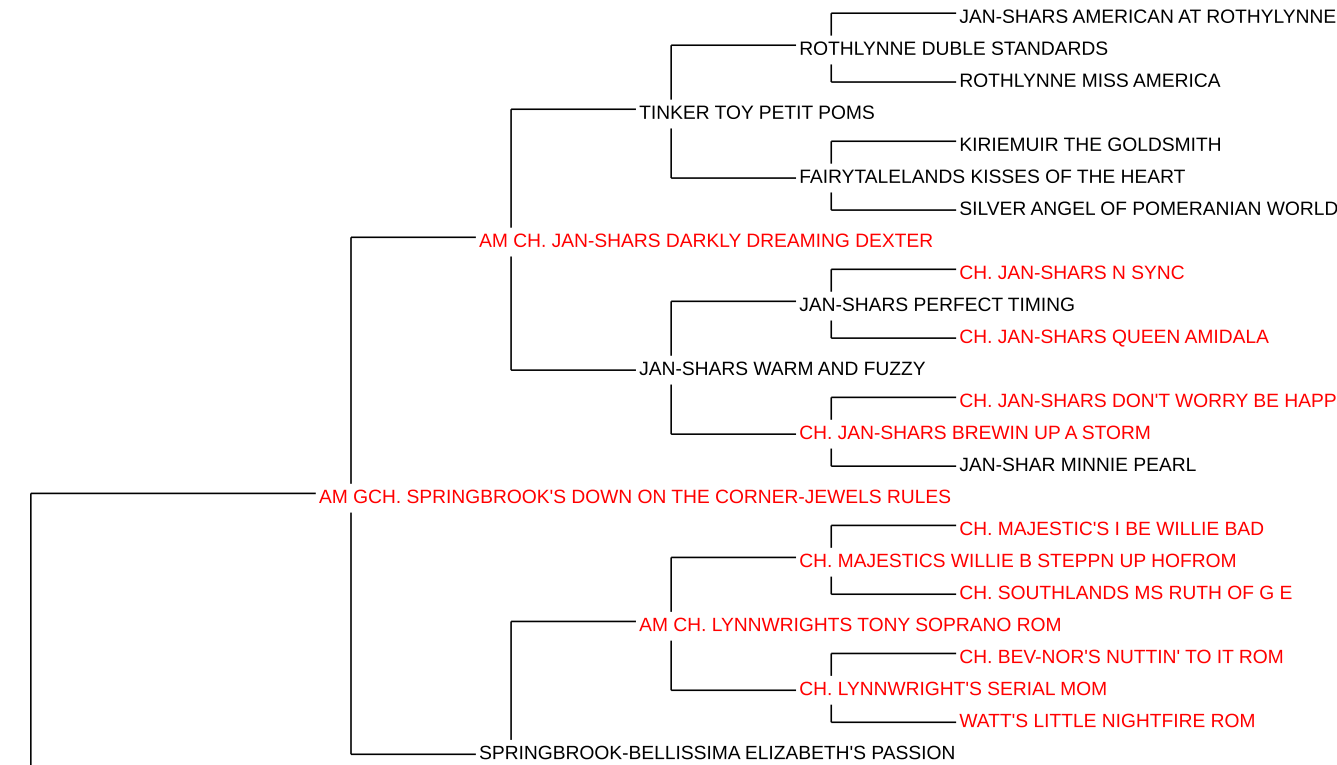 JAN-SHARS AMERICAN AT ROTHYLYNNE
ROTHLYNNE DUBLE STANDARDS
ROTHLYNNE MISS AMERICA
TINKER TOY PETIT POMS
KIRIEMUIR THE GOLDSMITH
FAIRYTALELANDS KISSES OF THE HEART
SILVER ANGEL OF POMERANIAN WORLD
AM CH. JAN-SHARS DARKLY DREAMING DEXTER
CH. JAN-SHARS N SYNC
JAN-SHARS PERFECT TIMING
CH. JAN-SHARS QUEEN AMIDALA
JAN-SHARS WARM AND FUZZY
CH. JAN-SHARS DON'T WORRY BE HAPP
CH. JAN-SHARS BREWIN UP A STORM
JAN-SHAR MINNIE PEARL
AM GCH. SPRINGBROOK'S DOWN ON THE CORNER-JEWELS RULES
CH. MAJESTIC'S I BE WILLIE BAD
CH. MAJESTICS WILLIE B STEPPN UP HOFROM
CH. SOUTHLANDS MS RUTH OF G E
AM CH. LYNNWRIGHTS TONY SOPRANO ROM
CH. BEV-NOR'S NUTTIN' TO IT ROM
CH. LYNNWRIGHT'S SERIAL MOM
WATT'S LITTLE NIGHTFIRE ROM
SPRINGBROOK-BELLISSIMA ELIZABETH'S PASSION